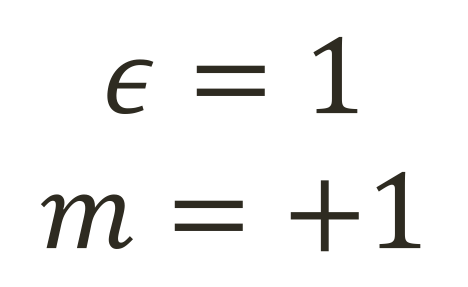 ϵ = 1
m = +1